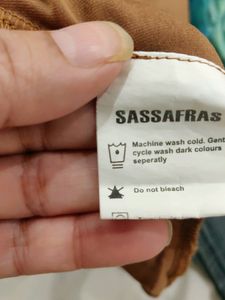 SASSAFRAS
Machine wash cold. Gent
cycle wash dark colours
seperatly
Do not bleach